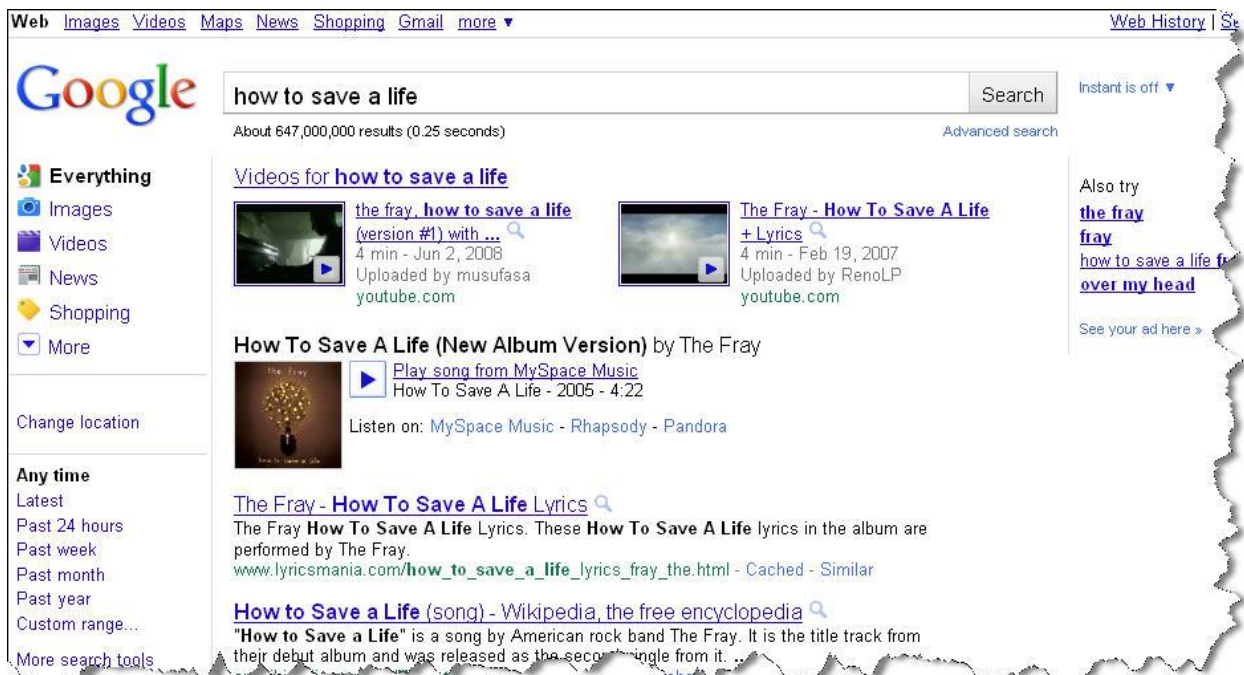 Web Images Videos Maps News Shopping Gmail more ▼
Web History |
Google
how to save a life
Search
Instant is off ▼
About 647,000,000 results (0.25 seconds)
Advanced search
Everything
Images
Videos
News
Shopping
More
Change location
Any time
Latest
Past 24 hours
Past week
Past month
Past year
Custom range...
More search tools
Videos for how to save a life
the fray, how to save a life
(version #1) with ...
4 min - Jun 2, 2008
Uploaded by musufasa
youtube.com
The Fray - How To Save A Life
+ Lyrics
4 min - Feb 19, 2007
Uploaded by RenoLP
youtube.com
How To Save A Life (New Album Version) by The Fray
the fray
how to save a life
Play song from MySpace Music
How To Save A Life - 2005 - 4:22
Listen on: MySpace Music - Rhapsody - Pandora
The Fray - How To Save A Life Lyrics
The Fray How To Save A Life Lyrics. These How To Save A Life lyrics in the album are
performed by The Fray.
www.lyricsmania.com/how_to_save_a_life_lyrics_fray_the.html - Cached - Similar
How to Save a Life (song) - Wikipedia, the free encyclopedia
"How to Save a Life" is a song by American rock band The Fray. It is the title track from
their debut album and was released as the second single from it. ...
Also try
the fray
fray
how to save a life
over my head
See your ad here »